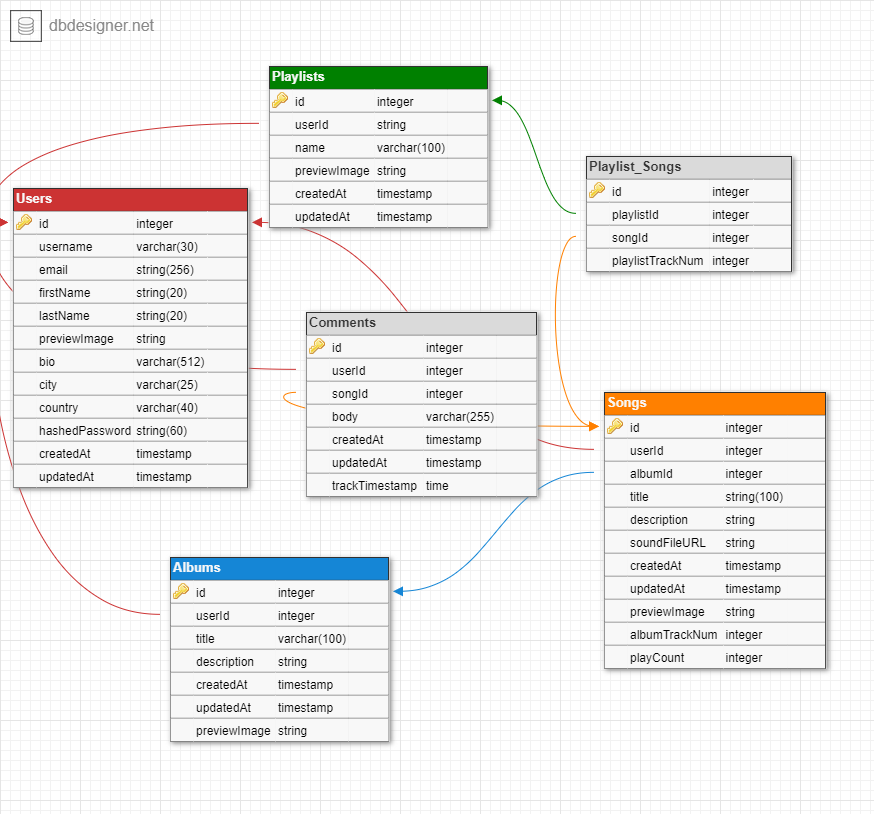 dbdesigner.net
Playlists
id integer
userId string
name varchar(100)
previewImage string
createdAt timestamp
updatedAt timestamp
Playlist_Songs
id integer
playlistId integer
songId integer
playlistTrackNum integer
Users
id integer
username varchar(30)
email string(256)
firstName string(20)
lastName string(20)
previewImage string
bio varchar(512)
city varchar(25)
country varchar(40)
hashedPassword string(60)
createdAt timestamp
updatedAt timestamp
Comments
id integer
userId integer
songId integer
body varchar(255)
createdAt timestamp
updatedAt timestamp
trackTimestamp time
Songs
id integer
userId integer
albumId integer
title string(100)
description string
soundFileURL string
createdAt timestamp
updatedAt timestamp
previewImage string
albumTrackNum integer
playCount integer
Albums
id integer
userId integer
title varchar(100)
description string
createdAt timestamp
updatedAt timestamp
previewImage string